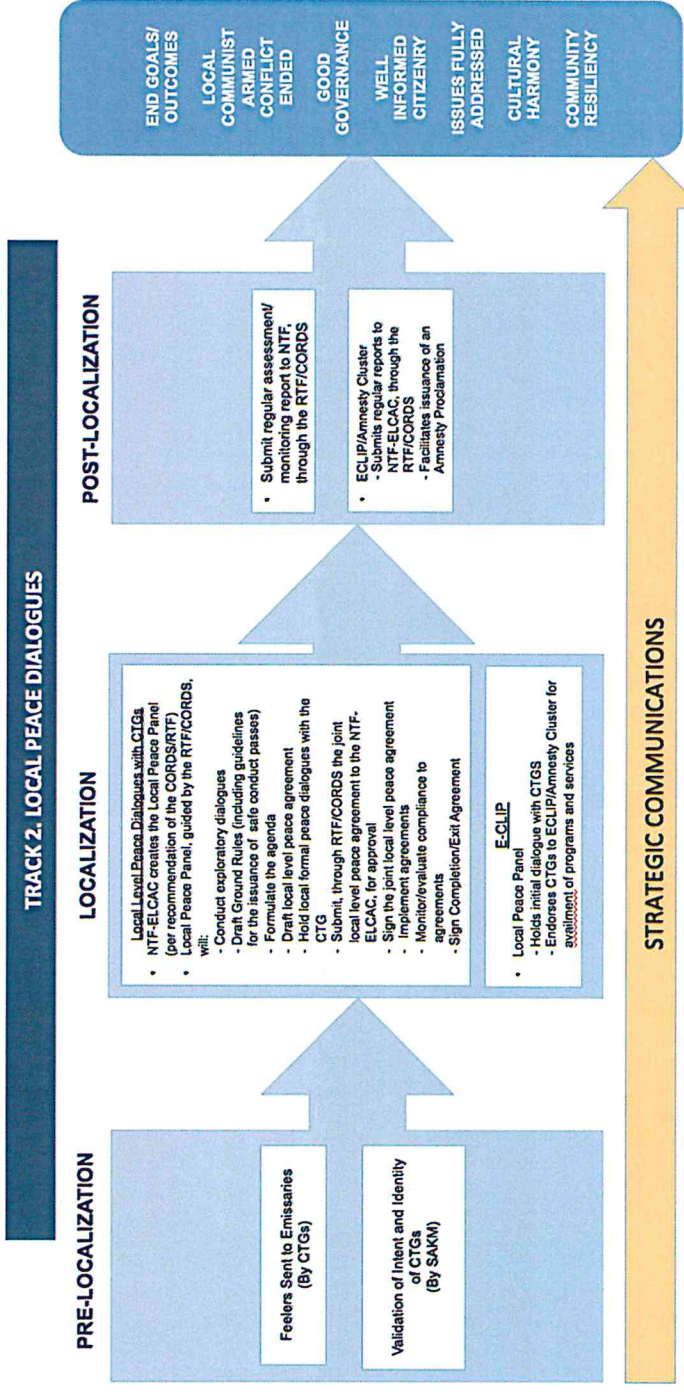 TRACK 2. LOCAL PEACE DIALOGUES
PRE-LOCALIZATION
Feelers Sent to Emissaries
(By CTGs)
Validation of Intent and Identity
of CTGs
(By SAKM)
LOCALIZATION
Local Level Peace Dialogues with CTGs
• NTF-ELCAC creates the Local Peace Panel
(per recommendation of the CORDS/RTF)
• Local Peace Panel, guided by the RTF/CORDS,
will:
- Conduct exploratory dialogues
- Draft Ground Rules (including guidelines
for the issuance of safe conduct passes)
- Formulate the agenda
- Draft local level peace agreement
- Hold local formal peace dialogues with the
CTG
- Submit, through RTF/CORDS the joint
local level peace agreement to the NTF-
ELCAC, for approval
- Sign the joint local level peace agreement
- Implement agreements
- Monitor/evaluate compliance to
agreements
- Sign Completion/Exit Agreement
E-CLIP
• Local Peace Panel
- Holds initial dialogue with CTGS
- Endorses CTGs to ECLIP/Amnesty Cluster for
availment of programs and services
POST-LOCALIZATION
• Submit regular assessment/
monitoring report to NTF,
through the RTF/CORDS
• ECLIP/Amnesty Cluster
- Submits regular reports to
NTF-ELCAC, through the
RTF/CORDS
- Facilitates issuance of an
Amnesty Proclamation
END GOALS/
OUTCOMES
LOCAL
COMMUNIST
ARMED
CONFLICT
ENDED
GOOD
GOVERNANCE
WELL
INFORMED
CITIZENRY
ISSUES FULLY
ADDRESSED
CULTURAL
HARMONY
COMMUNITY
RESILIENCY
STRATEGIC COMMUNICATIONS